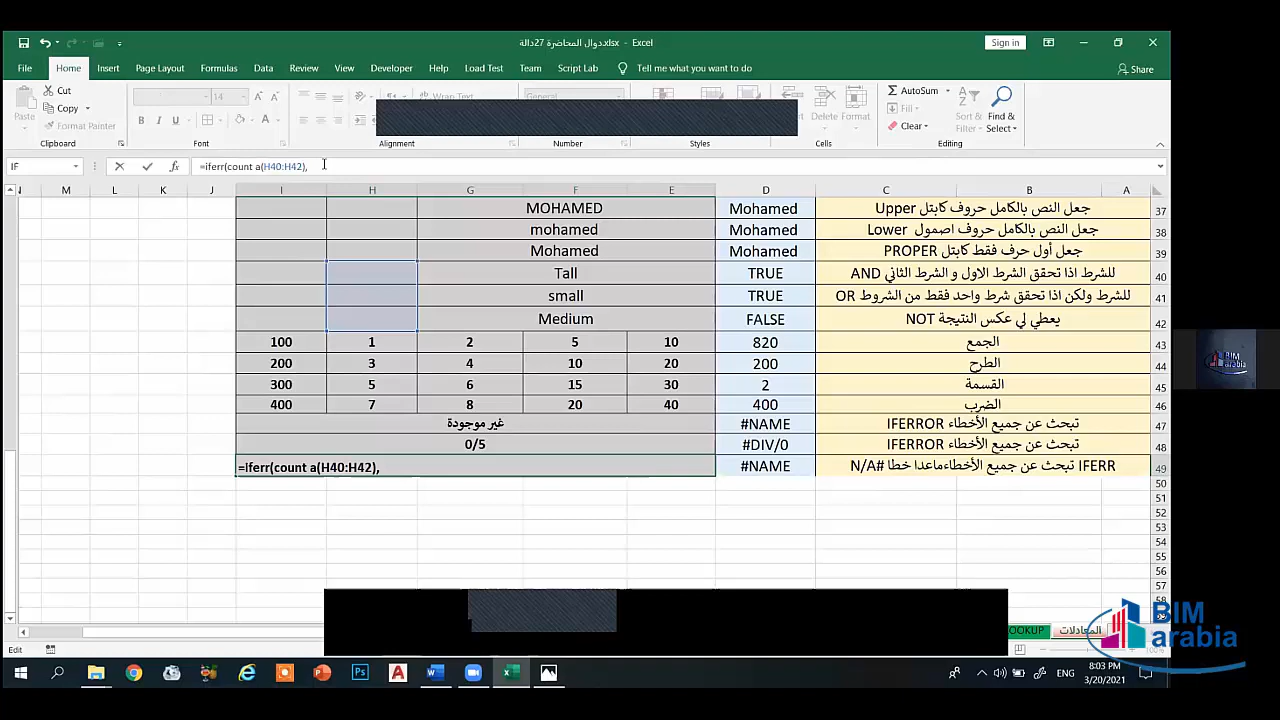 دوال المحاضرة 27دالة.xlsx - Excel
Sign in
File Home Insert Page Layout Formulas Data Review View Developer Help Load Test Team Script Lab Tell me what you want to do Share
Paste
Cut
Copy
Format Painter
Clipboard
14
B I U
Font
Wrap Text
Alignment
General
Number
Styles
Delete Format
Cells
AutoSum
Fill
Clear
Sort & Filter
Find & Select
Editing
IF
=iferr(count a(H40:H42),
M L K J I H G F E D C B A
MOHAMED Mohamed جعل النص بالكامل حروف كابتل Upper 37
mohamed Mohamed جعل النص بالكامل حروف اصمول Lower 38
Mohamed Mohamed جعل أول حرف فقط كابتل PROPER 39
Tall TRUE للشرط اذا تحقق الشرط الاول و الشرط الثاني AND 40
small TRUE للشرط ولكن اذا تحقق شرط واحد فقط من الشروط OR 41
Medium FALSE يعطي لي عكس النتيجة NOT 42
100 1 2 5 10 820 الجمع 43
200 3 4 10 20 200 الطرح 44
300 5 6 15 30 2 القسمة 45
400 7 8 20 40 400 الضرب 46
غير موجودة #NAME تبحث عن جميع الأخطاء IFERROR 47
0/5 #DIV/0 تبحث عن جميع الأخطاء IFERROR 48
=iferr(count a(H40:H42), #NAME IFERR تبحث عن جميع الأخطاءماعدا خطا #N/A 49
50
51
52
53
54
55
56
57
58
المعادلات
Edit
BIM
arabia
BIM
arabia
ENG
8:03 PM
3/20/2021